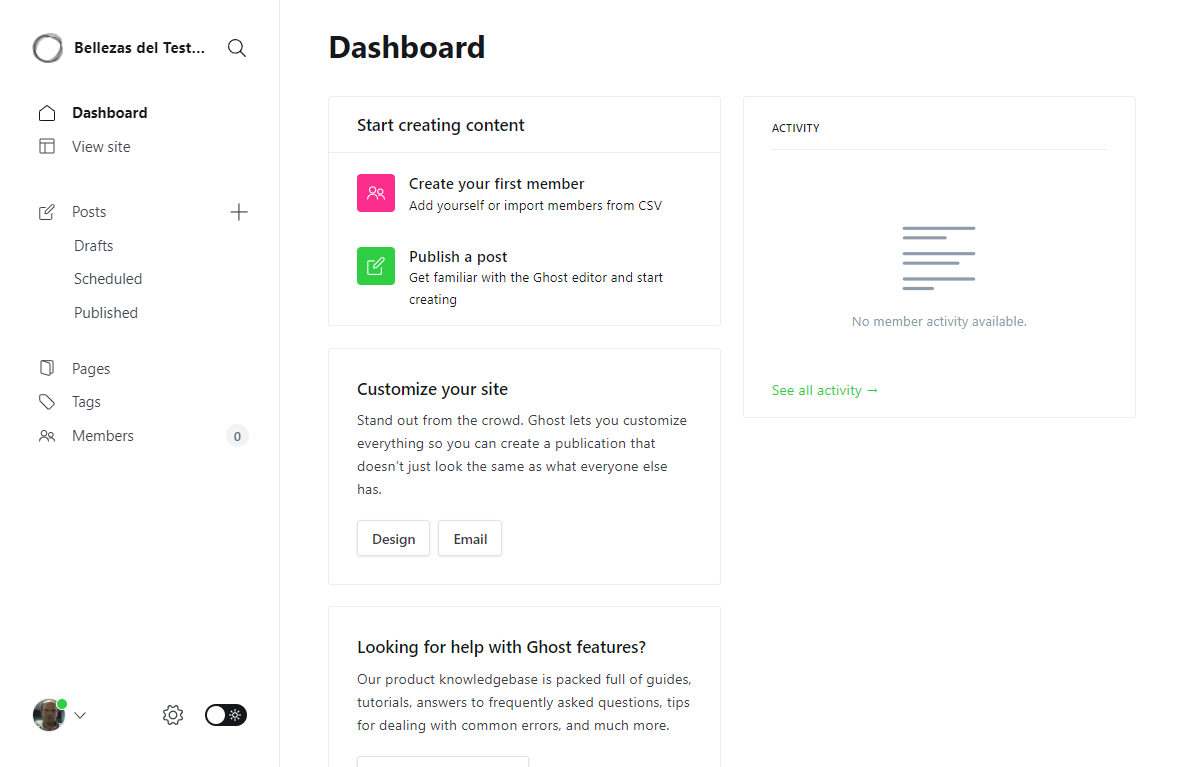 Bellezas del Test...
Dashboard
View site
Posts
Drafts
Scheduled
Published
Pages
Tags
Members
0
Dashboard
Start creating content
Create your first member
Add yourself or import members from CSV
Publish a post
Get familiar with the Ghost editor and start
creating
Customize your site
Stand out from the crowd. Ghost lets you customize
everything so you can create a publication that
doesn’t just look the same as what everyone else
has.
Design
Email
Looking for help with Ghost features?
Our product knowledgebase is packed full of guides,
tutorials, answers to frequently asked questions, tips
for dealing with common errors, and much more.
ACTIVITY
No member activity available.
See all activity →